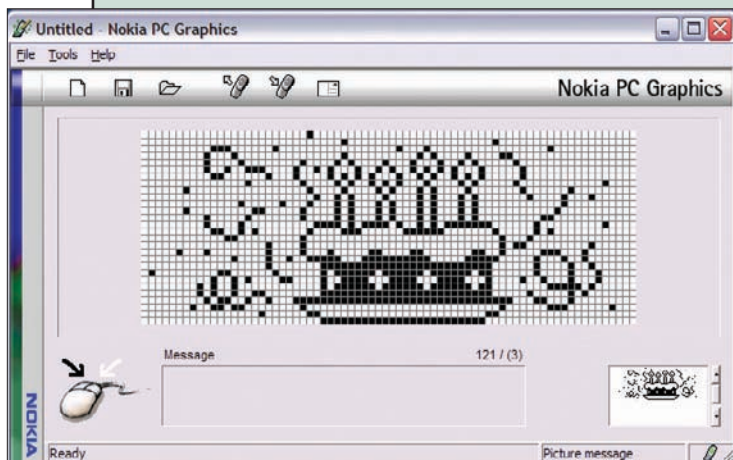 Untitled - Nokia PC Graphics
File Tools Help
Nokia PC Graphics
Message 121 / (3)
NOKIA
Ready Picture message